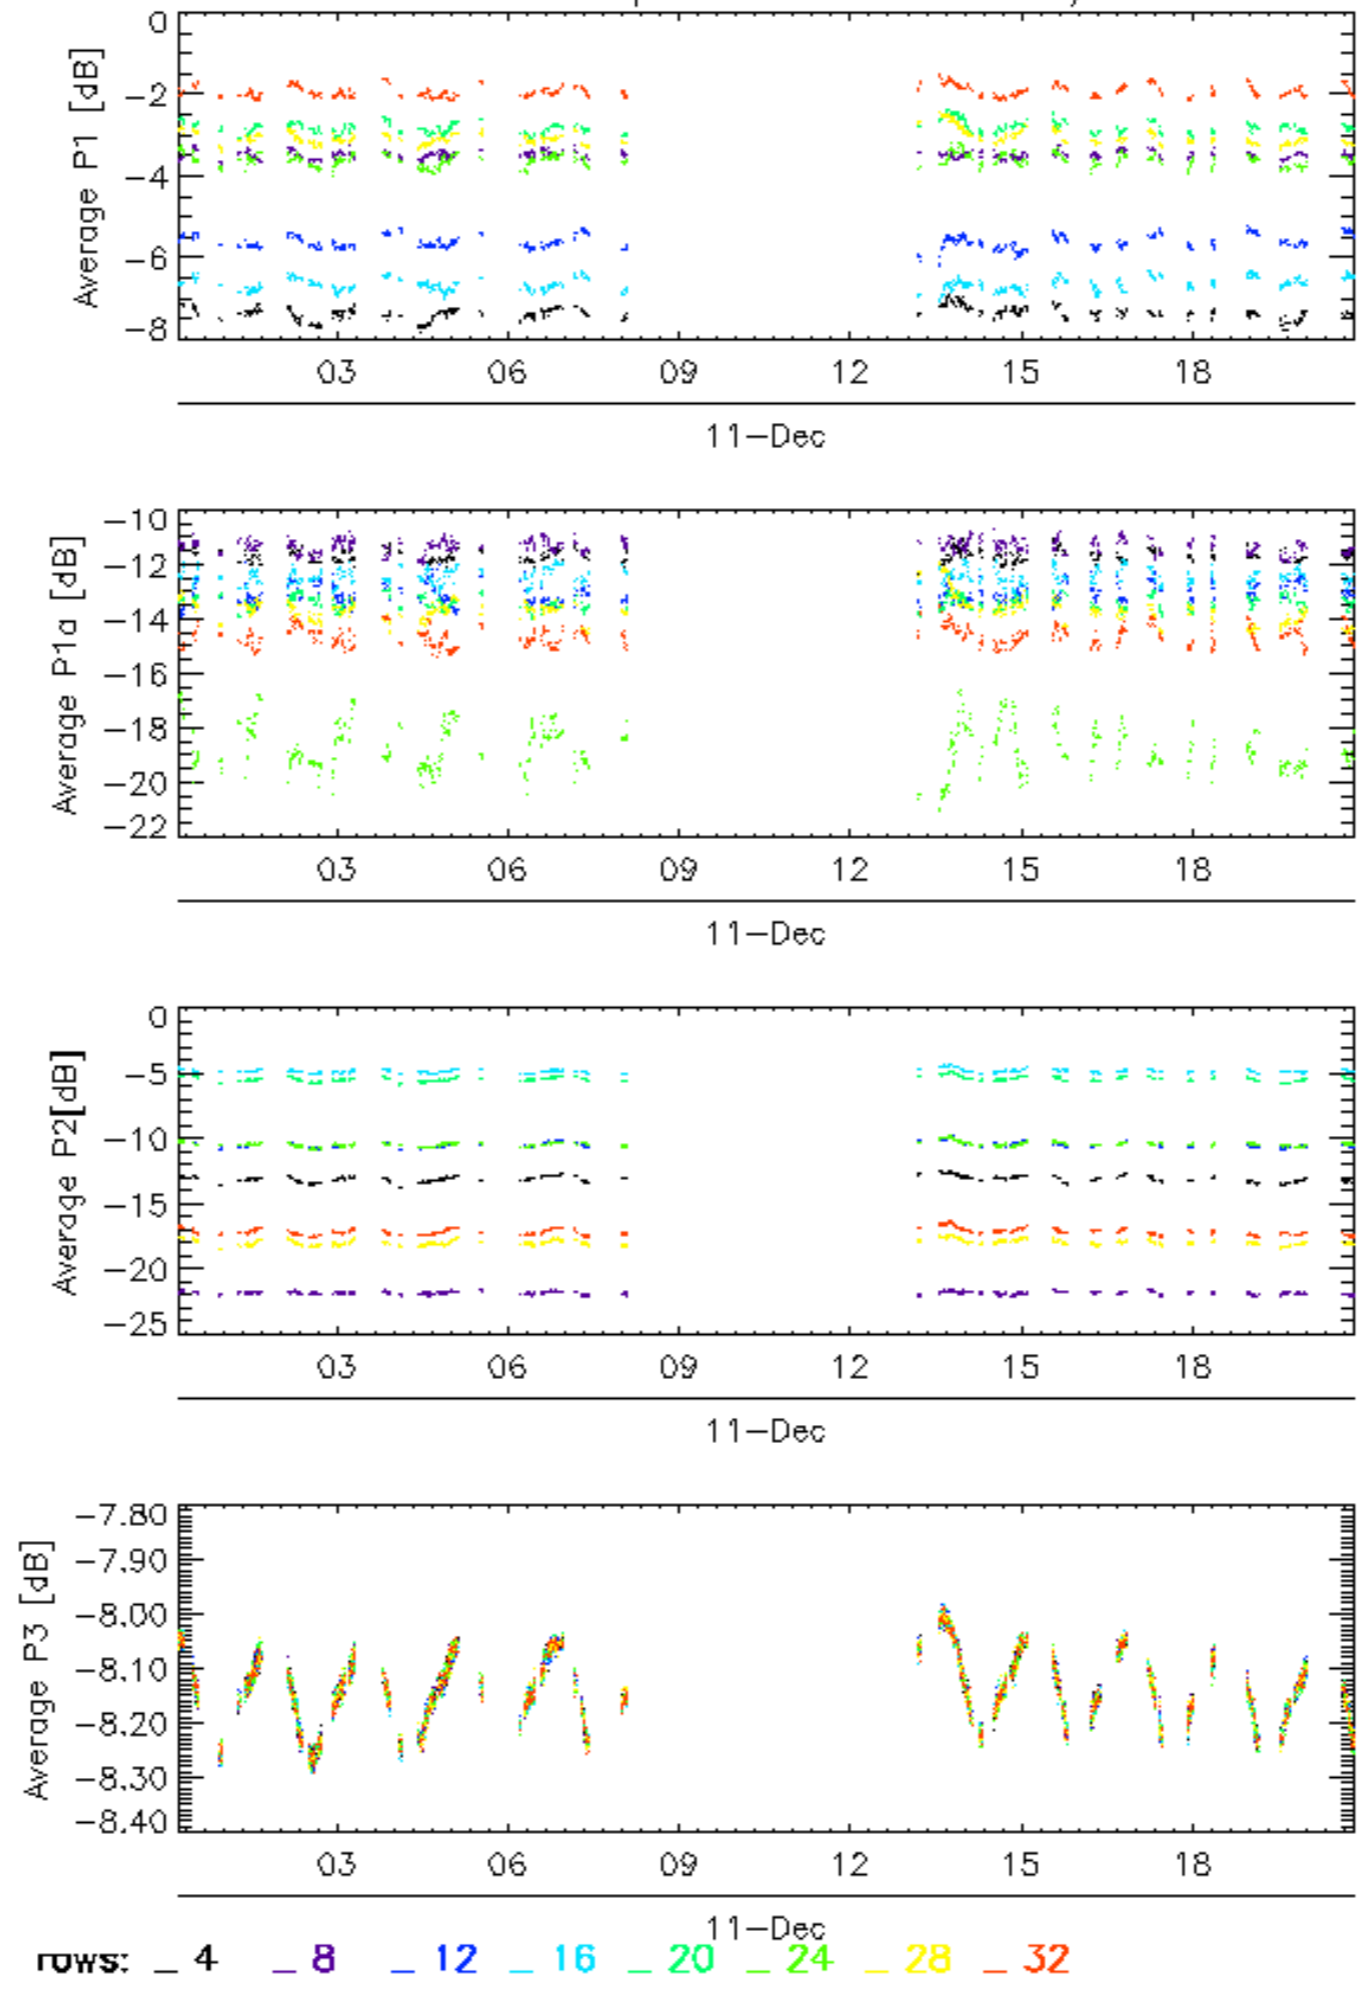 0
-2
-4
-6
-8
Average P1 [dB]
03 06 09 12 15 18
11-Dec
-10
-12
-14
-16
-18
-20
-22
Average P1a [dB]
03 06 09 12 15 18
11-Dec
0
-5
-10
-15
-20
-25
Average P2[dB]
03 06 09 12 15 18
11-Dec
-7.80
-7.90
-8.00
-8.10
-8.20
-8.30
-8.40
Average P3 [dB]
03 06 09 12 15 18
11-Dec
rows: _ 4 _ 8 _ 12 _ 16 _ 20 _ 24 _ 28 _ 32